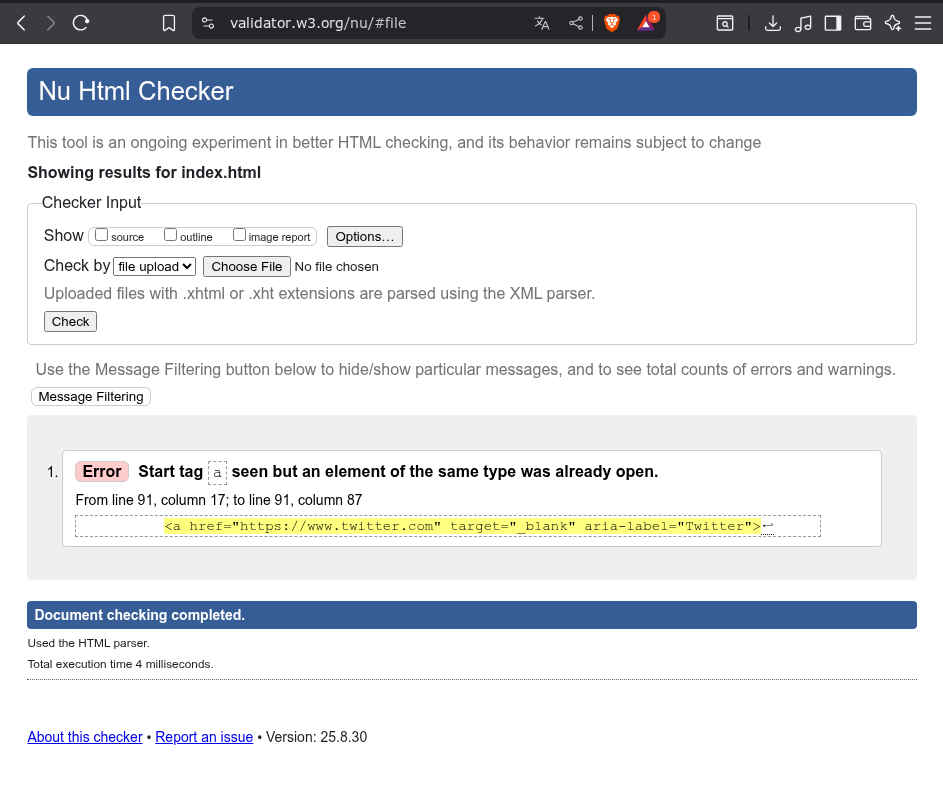 validator.w3.org/nu/#file
1
Nu Html Checker
This tool is an ongoing experiment in better HTML checking, and its behavior remains subject to change
Showing results for index.html
Checker Input
Show source outline image report Options…
Check by file upload Choose File No file chosen
Uploaded files with .xhtml or .xht extensions are parsed using the XML parser.
Check
Use the Message Filtering button below to hide/show particular messages, and to see total counts of errors and warnings.
Message Filtering
1. Error Start tag a seen but an element of the same type was already open.
From line 91, column 17; to line 91, column 87
<a href="https://www.twitter.com" target="_blank" aria-label="Twitter">↩
Document checking completed.
Used the HTML parser.
Total execution time 4 milliseconds.
About this checker • Report an issue • Version: 25.8.30